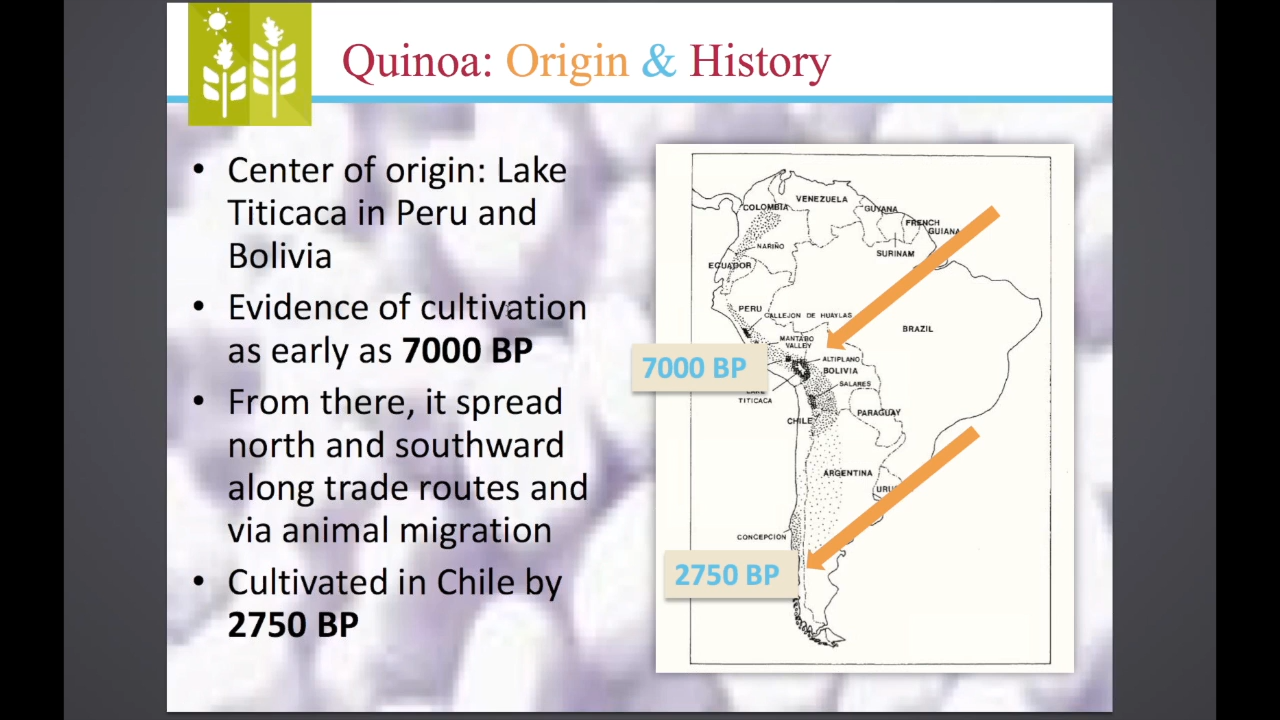 Quinoa: Origin & History
• Center of origin: Lake
Titicaca in Peru and
Bolivia
• Evidence of cultivation
as early as 7000 BP
• From there, it spread
north and southward
along trade routes and
via animal migration
• Cultivated in Chile by
2750 BP
VENEZUELA
COLOMBIA
GUYANA
FRENCH
GUIANA
NARIÑO
SURINAM
ECUADOR
PERU
CALLEJON DE HUAYLAS
BRAZIL
MANTARO
VALLEY
ALTIPLANO
7000 BP
BOLIVIA
SALARES
LAKE
TITICACA
PARAGUAY
CHILE
ARGENTINA
URU
CONCEPCION
2750 BP